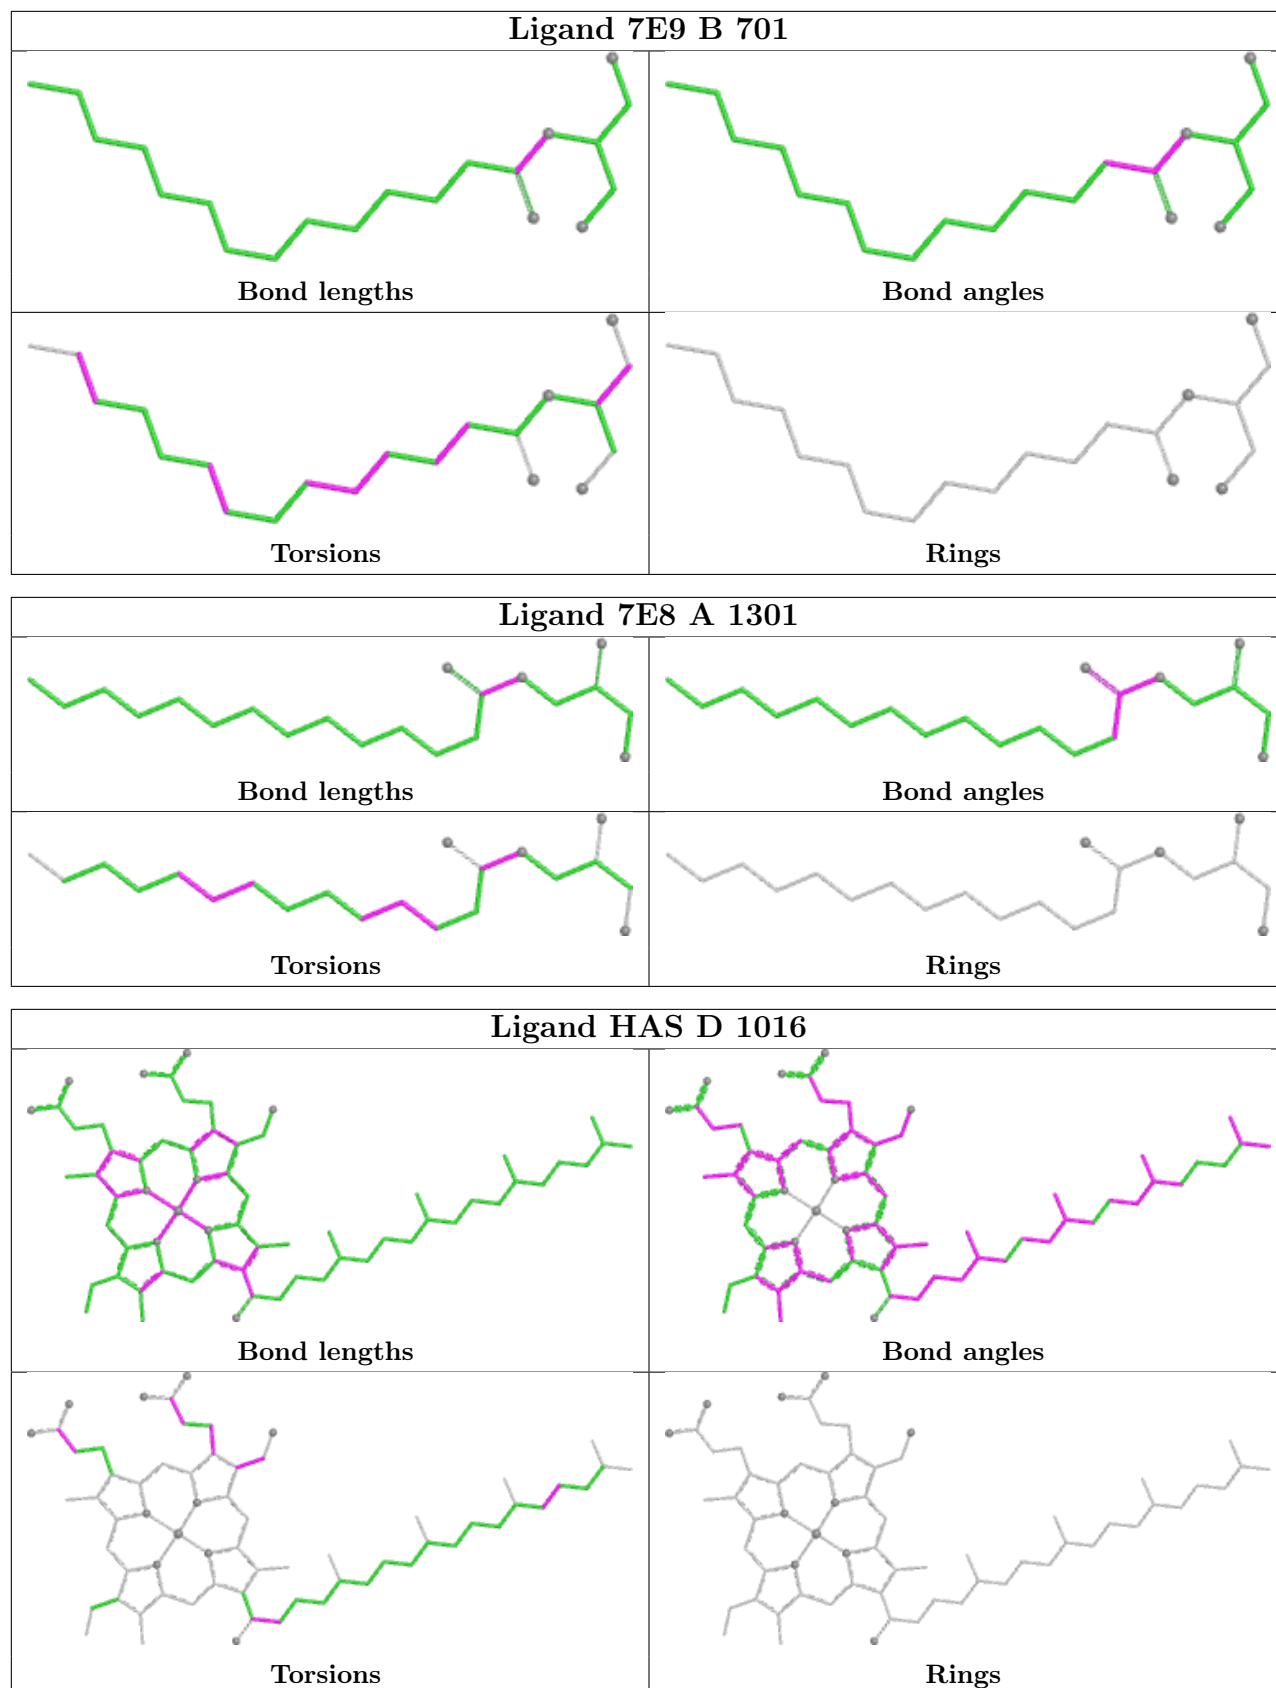 Ligand 7E9 B 701
Bond lengths
Bond angles
Torsions
Rings
Ligand 7E8 A 1301
Bond lengths
Bond angles
Torsions
Rings
Ligand HAS D 1016
Bond lengths
Bond angles
Torsions
Rings